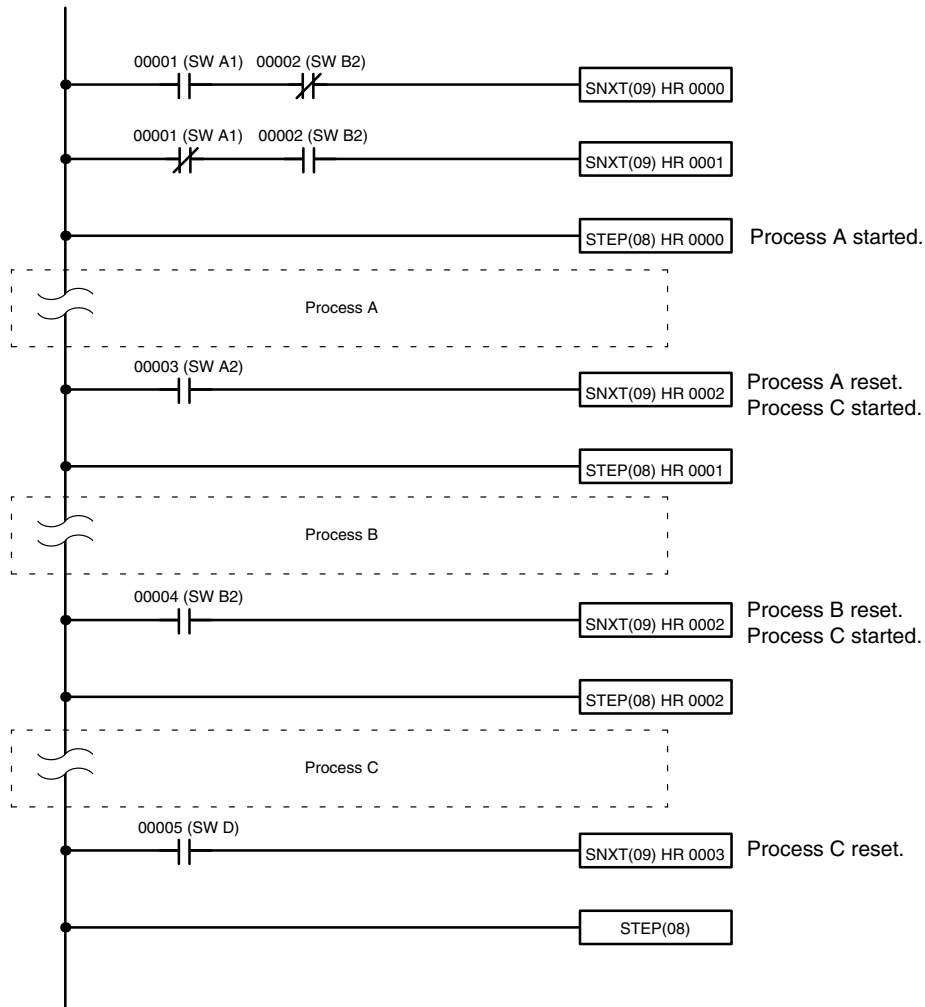 00001 (SW A1) 00002 (SW B2)
SNXT(09) HR 0000
00001 (SW A1) 00002 (SW B2)
SNXT(09) HR 0001
STEP(08) HR 0000 Process A started.
Process A
00003 (SW A2)
SNXT(09) HR 0002
Process A reset.
Process C started.
STEP(08) HR 0001
Process B
00004 (SW B2)
SNXT(09) HR 0002
Process B reset.
Process C started.
STEP(08) HR 0002
Process C
00005 (SW D)
SNXT(09) HR 0003 Process C reset.
STEP(08)